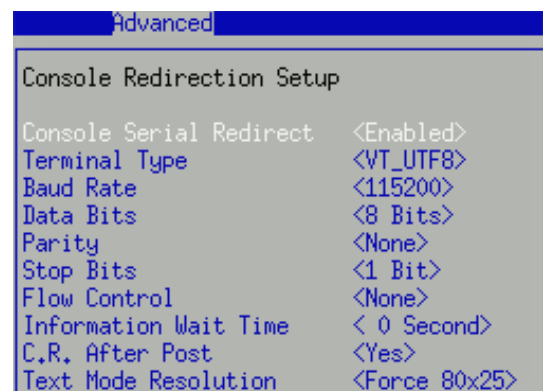 Advanced
Console Redirection Setup
Console Serial Redirect <Enabled>
Terminal Type <VT_UTF8>
Baud Rate <115200>
Data Bits <8 Bits>
Parity <None>
Stop Bits <1 Bit>
Flow Control <None>
Information Wait Time < 0 Second>
C.R. After Post <Yes>
Text Mode Resolution <Force 80x25>